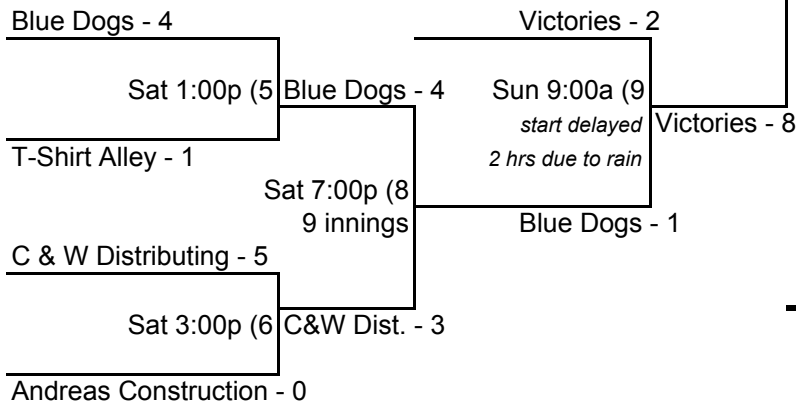 Blue Dogs - 4
Victories - 2
Sat 1:00p (5
Blue Dogs - 4
Sun 9:00a (9
start delayed
Victories - 8
T-Shirt Alley - 1
2 hrs due to rain
Sat 7:00p (8
9 innings
Blue Dogs - 1
C & W Distributing - 5
Sat 3:00p (6
C&W Dist. - 3
Andreas Construction - 0